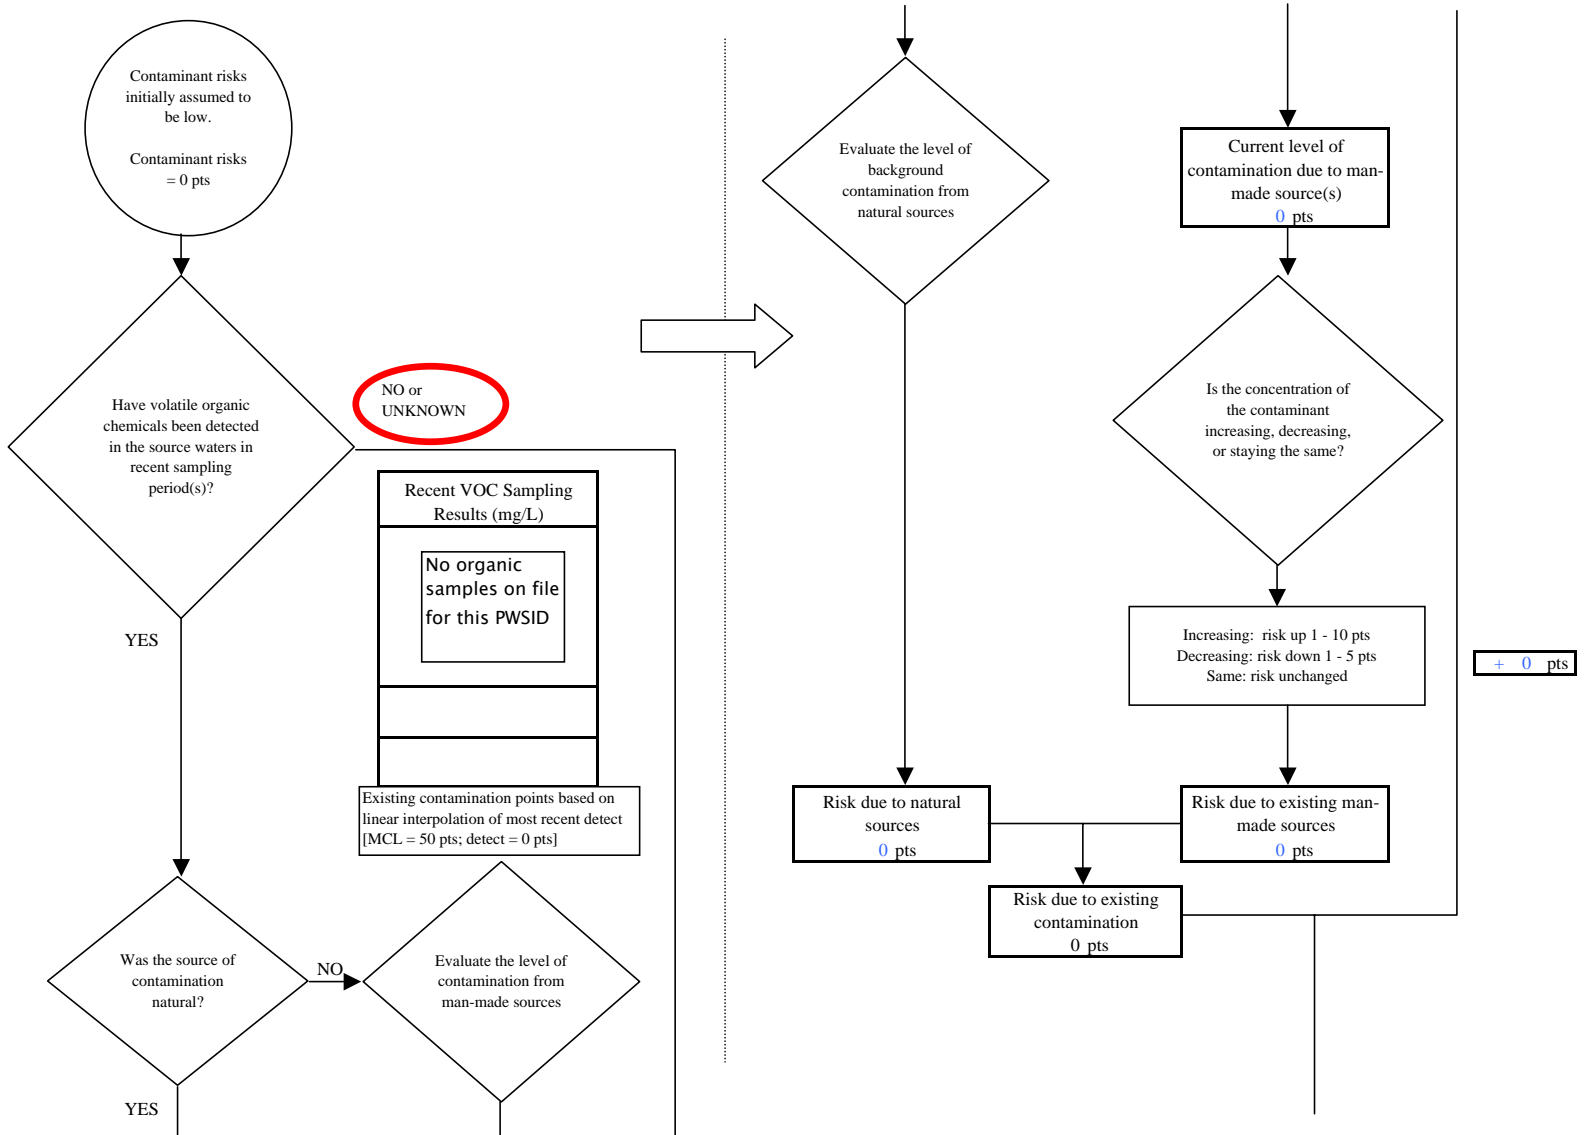 Contaminant risks
initially assumed to
be low.
Contaminant risks
= 0 pts
Have volatile organic
chemicals been detected
in the source waters in
recent sampling
period(s)?
NO or
UNKNOWN
YES
Recent VOC Sampling
Results (mg/L)
No organic
samples on file
for this PWSID
Existing contamination points based on
linear interpolation of most recent detect
[MCL = 50 pts; detect = 0 pts]
Was the source of
contamination
natural?
NO
Evaluate the level of
contamination from
man-made sources
YES
Evaluate the level of
background
contamination from
natural sources
Current level of
contamination due to man-
made source(s)
0 pts
Is the concentration of
the contaminant
increasing, decreasing,
or staying the same?
Increasing: risk up 1 - 10 pts
Decreasing: risk down 1 - 5 pts
Same: risk unchanged
+ 0 pts
Risk due to natural
sources
0 pts
Risk due to existing man-
made sources
0 pts
Risk due to existing
contamination
0 pts